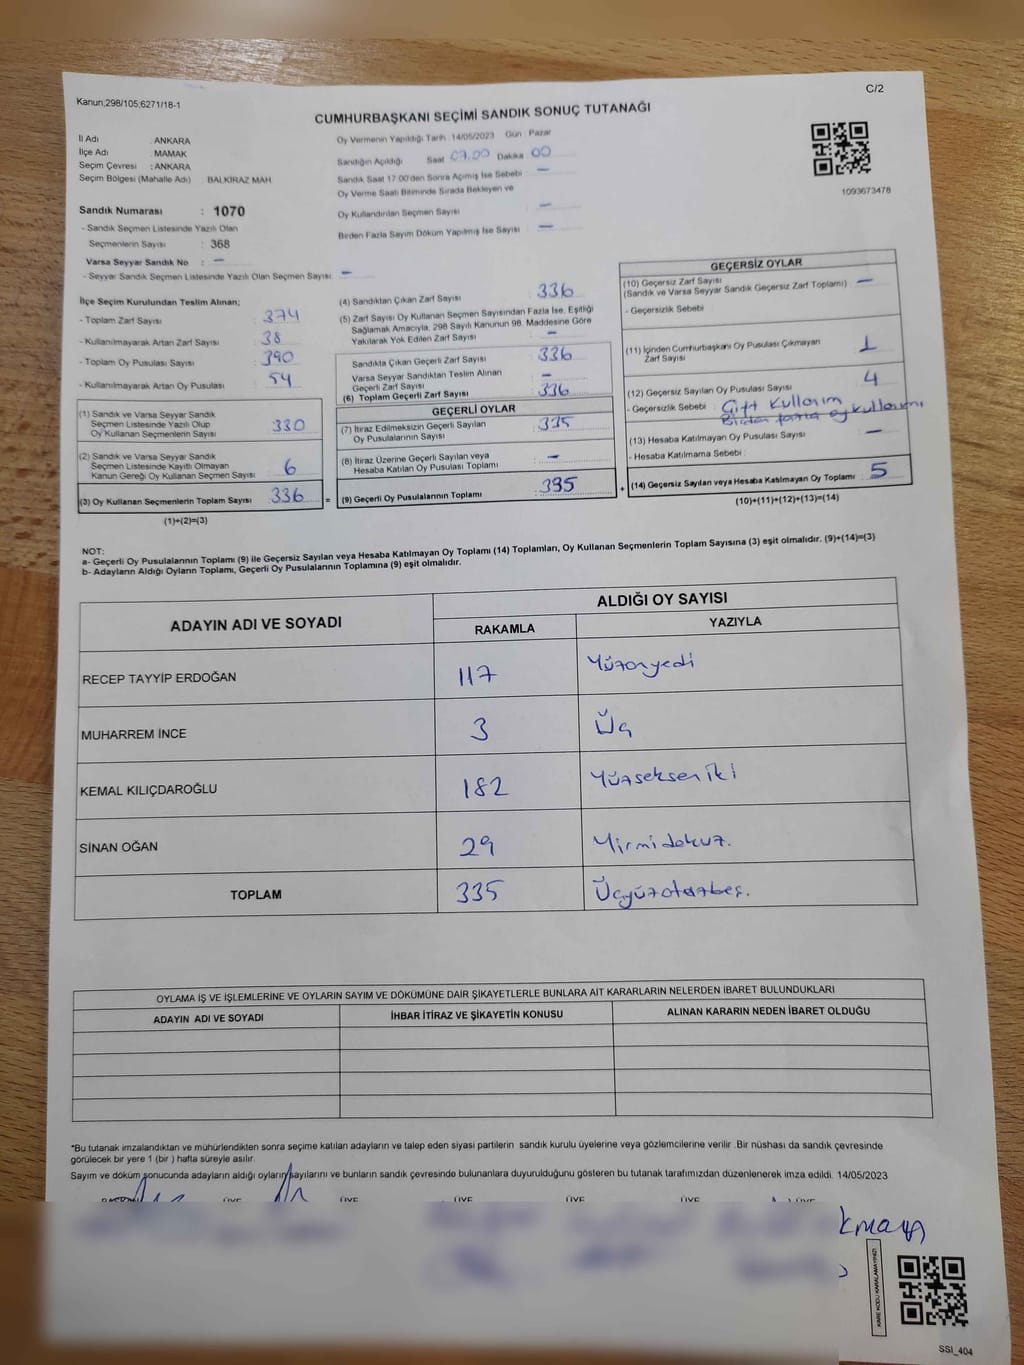 Kanun;298/105;6271/18-1
C/2
CUMHURBAŞKANI SEÇİMİ SANDIK SONUÇ TUTANAĞI
İl Adı : ANKARA
İlçe Adı : MAMAK
Seçim Çevresi : ANKARA
Seçim Bölgesi (Mahalle Adı) BALKİRAZ MAH
Sandık Numarası : 1070
- Sandık Seçmen Listesinde Yazılı Olan
Seçmenlerin Sayısı : 368
Varsa Seyyar Sandık No : -
- Seyyar Sandık Seçmen Listesinde Yazılı Olan Seçmen Sayısı: -
Oy Vermenin Yapıldığı Tarih : 14/05/2023 Gün : Pazar
Sandığın Açıldığı Saat 07.00 Dakika 00
Sandık Saat 17.00'den Sonra Açılmış İse Sebebi -
Oy Verme Saati Bitiminde Sırada Bekleyen ve
Oy Kullandırılan Seçmen Sayısı -
Birden Fazla Sayım Döküm Yapılmış İse Sayısı -
1093673478
İlçe Seçim Kurulundan Teslim Alınan;
- Toplam Zarf Sayısı : 374
- Kullanılmayarak Artan Zarf Sayısı : 38
- Toplam Oy Pusulası Sayısı : 390
- Kullanılmayarak Artan Oy Pusulası : 54
(1) Sandık ve Varsa Seyyar Sandık
Seçmen Listesinde Yazılı Olup
Oy Kullanan Seçmenlerin Sayısı 330
(2) Sandık ve Varsa Seyyar Sandık
Seçmen Listesinde Kayıtlı Olmayan
Kanun Gereği Oy Kullanan Seçmen Sayısı 6
(3) Oy Kullanan Seçmenlerin Toplam Sayısı 336 =
(1)+(2)=(3)
(4) Sandıktan Çıkan Zarf Sayısı 336
(5) Zarf Sayısı Oy Kullanan Seçmen Sayısından Fazla İse, Eşitliği
Sağlamak Amacıyla, 298 Sayılı Kanunun 98. Maddesine Göre
Yakılarak Yok Edilen Zarf Sayısı -
Sandıkta Çıkan Geçerli Zarf Sayısı 336
Varsa Seyyar Sandıktan Teslim Alınan
Geçerli Zarf Sayısı -
(6) Toplam Geçerli Zarf Sayısı 336
GEÇERLİ OYLAR
(7) İtiraz Edilmeksizin Geçerli Sayılan
Oy Pusulalarının Sayısı 335
(8) İtiraz Üzerine Geçerli Sayılan veya
Hesaba Katılan Oy Pusulası Toplamı -
(9) Geçerli Oy Pusulalarının Toplamı 335 +
GEÇERSİZ OYLAR
(10) Geçersiz Zarf Sayısı
(Sandık ve Varsa Seyyar Sandık Geçersiz Zarf Toplamı) -
- Geçersizlik Sebebi
(11) İçinden Cumhurbaşkanı Oy Pusulası Çıkmayan
Zarf Sayısı 1
(12) Geçersiz Sayılan Oy Pusulası Sayısı 4
- Geçersizlik Sebebi : Çift Kullanım
Birden fazla oy kullanımı
(13) Hesaba Katılmayan Oy Pusulası Sayısı -
- Hesaba Katılmama Sebebi :
(14) Geçersiz Sayılan veya Hesaba Katılmayan Oy Toplamı 5
(10)+(11)+(12)+(13)=(14)
NOT:
a- Geçerli Oy Pusulalarının Toplamı (9) ile Geçersiz Sayılan veya Hesaba Katılmayan Oy Toplamı (14) Toplamları, Oy Kullanan Seçmenlerin Toplam Sayısına (3) eşit olmalıdır. (9)+(14)=(3)
b- Adayların Aldığı Oyların Toplamı, Geçerli Oy Pusulalarının Toplamına (9) eşit olmalıdır.
ADAYIN ADI VE SOYADI ALDIĞI OY SAYISI
RAKAMLA YAZIYLA
RECEP TAYYİP ERDOĞAN 117 Yüzonyedi
MUHARREM İNCE 3 Üç
KEMAL KILIÇDAROĞLU 182 Yüzseksen iki
SİNAN OĞAN 29 Yirmidokuz.
TOPLAM 335 Üçyüzotuzbeş.
OYLAMA İŞ VE İŞLEMLERİNE VE OYLARIN SAYIM VE DÖKÜMÜNE DAİR ŞİKAYETLERLE BUNLARA AİT KARARLARIN NELERDEN İBARET BULUNDUKLARI
ADAYIN ADI VE SOYADI İHBAR İTİRAZ VE ŞİKAYETİN KONUSU ALINAN KARARIN NEDEN İBARET OLDUĞU
*Bu tutanak imzalandıktan ve mühürlendikten sonra seçime katılan adayların ve talep eden siyasi partilerin sandık kurulu üyelerine veya gözlemcilerine verilir .Bir nüshası da sandık çevresinde
görülecek bir yere 1 (bir ) hafta süreyle asılır.
Sayım ve döküm sonucunda adayların aldığı oyların sayılarını ve bunların sandık çevresinde bulunanlara duyurulduğunu gösteren bu tutanak tarafımızdan düzenlenerek imza edildi. 14/05/2023
ÜYE ÜYE ÜYE ÜYE ÜYE ÜYE
KARE KODU KARALAMAYINIZ!
SSI_404